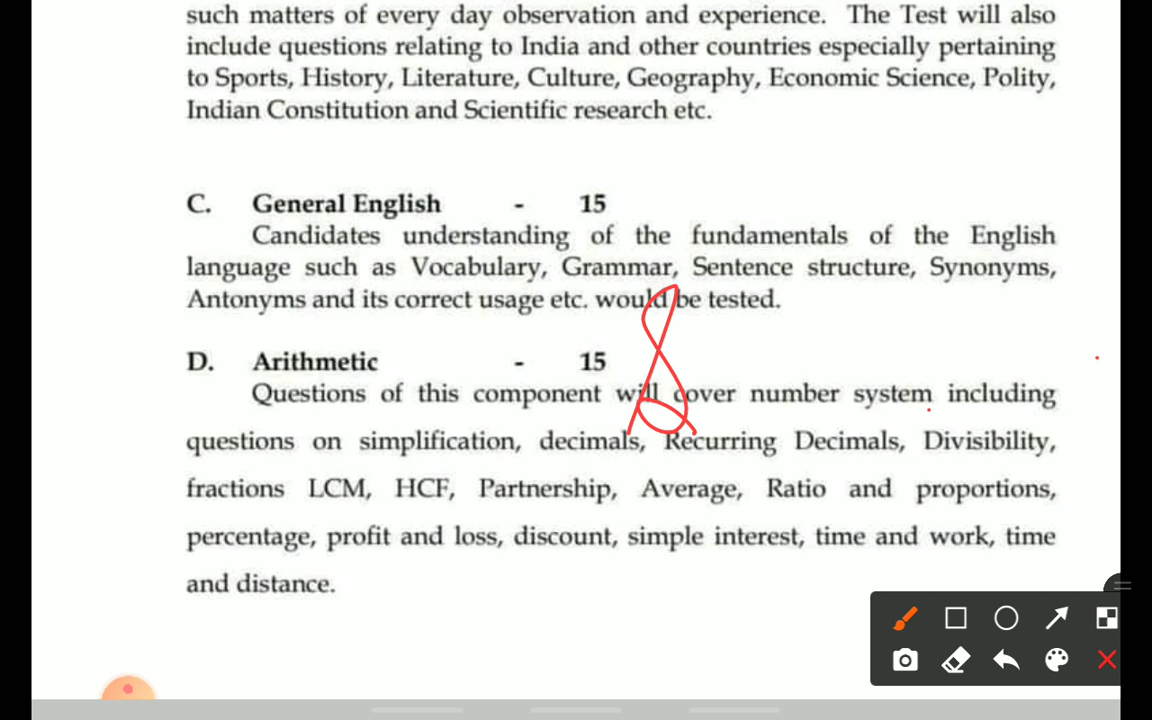 such matters of every day observation and experience. The Test will also
include questions relating to India and other countries especially pertaining
to Sports, History, Literature, Culture, Geography, Economic Science, Polity,
Indian Constitution and Scientific research etc.
C. General English - 15
Candidates understanding of the fundamentals of the English
language such as Vocabulary, Grammar, Sentence structure, Synonyms,
Antonyms and its correct usage etc. would be tested.
D. Arithmetic - 15
Questions of this component will cover number system including
questions on simplification, decimals, Recurring Decimals, Divisibility,
fractions LCM, HCF, Partnership, Average, Ratio and proportions,
percentage, profit and loss, discount, simple interest, time and work, time
and distance.